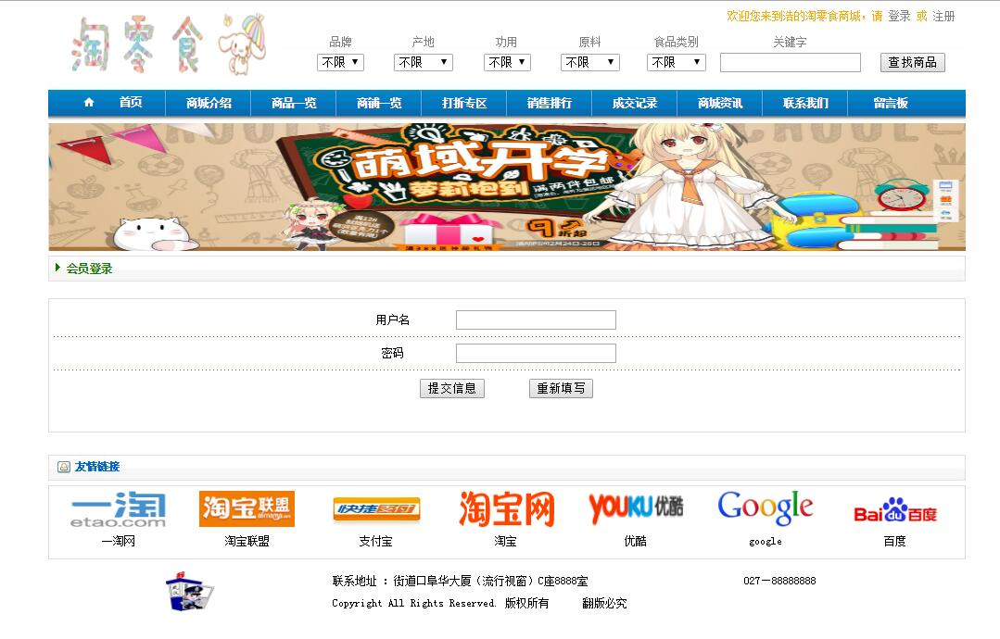 欢迎您来到浩的淘零食商城，请 登录 或 注册
淘零食
品牌 产地 功用 原料 食品类别 关键字
不限 不限 不限 不限 不限 查找商品
首页 商城介绍 商品一览 商铺一览 打折专区 销售排行 成交记录 商城资讯 联系我们 留言板
萌域开学
萝莉抱到 满两件包邮
9折起
会员登录
用户名
密码
提交信息 重新填写
友情链接
一淘 淘宝联盟 快捷支付 淘宝网 YOUKU优酷 Google Bai du 百度
etao.com alimama.com
一淘网 淘宝联盟 支付宝 淘宝 优酷 google 百度
联系地址 ：街道口阜华大厦（流行视窗）C座8888室 027－88888888
Copyright All Rights Reserved. 版权所有 翻版必究